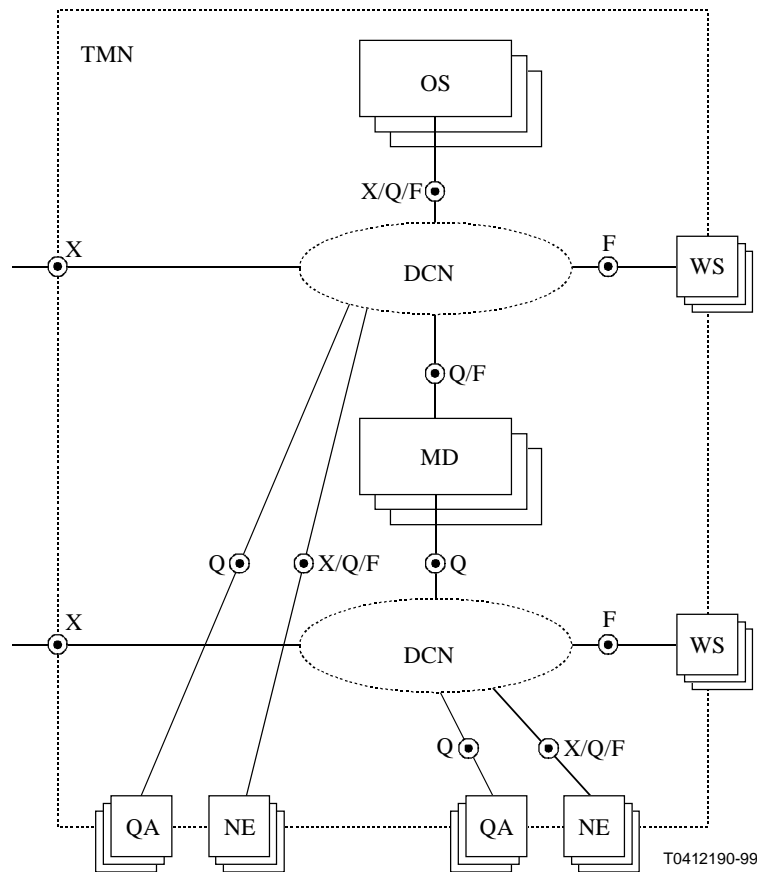 TMN
OS
X/Q/F
X
F
DCN
WS
Q/F
MD
Q
X/Q/F
Q
X
F
DCN
WS
Q
X/Q/F
QA
NE
QA
NE
T0412190-99